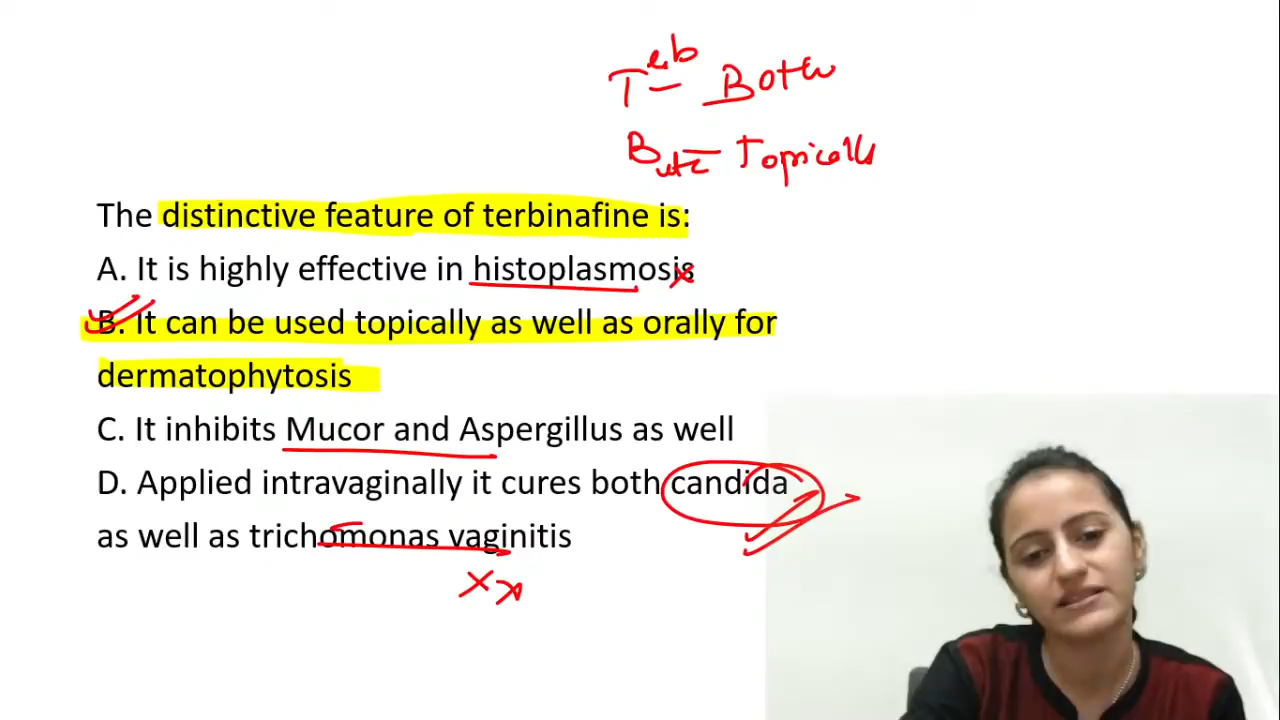 Terb - Both
Bute - Topically
The distinctive feature of terbinafine is:
A. It is highly effective in histoplasmosis
B. It can be used topically as well as orally for
dermatophytosis
C. It inhibits Mucor and Aspergillus as well
D. Applied intravaginally it cures both candida
as well as trichomonas vaginitis